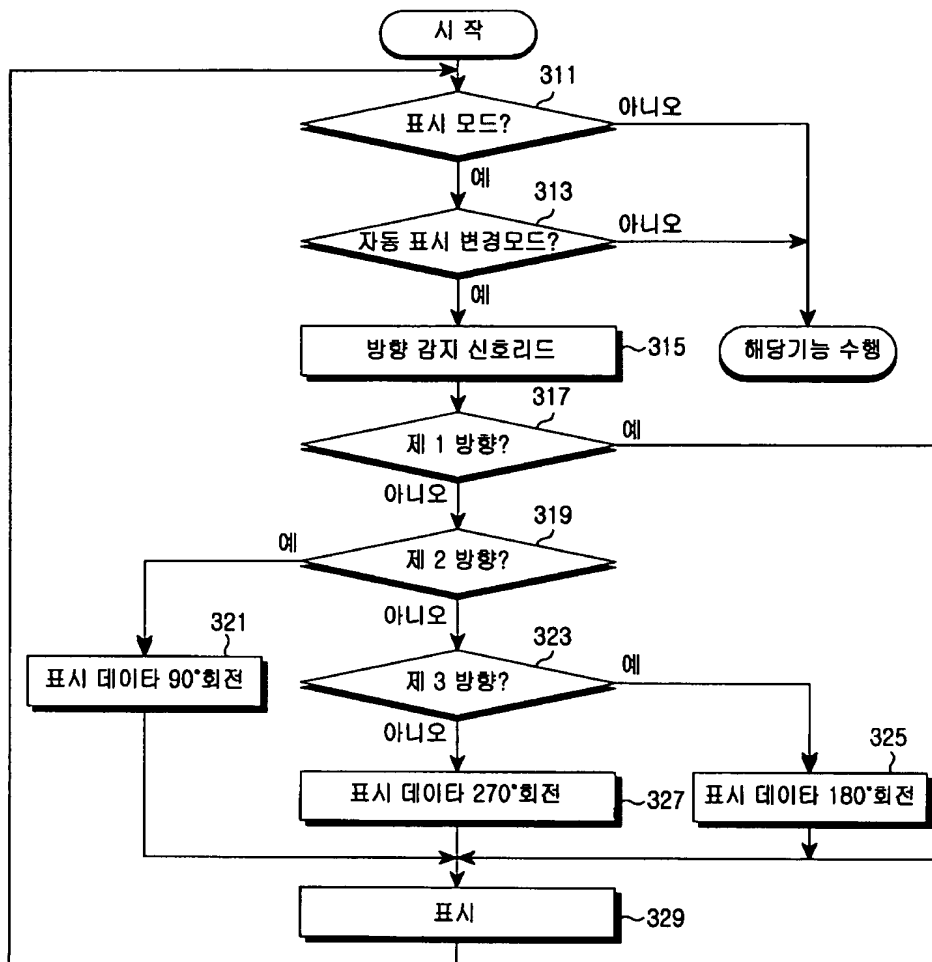 시 작
311
표시 모드?
아니오
예
313
자동 표시 변경모드?
아니오
예
방향 감지 신호리드
315
해당기능 수행
317
제 1 방향?
예
아니오
319
예
제 2 방향?
아니오
321
323
표시 데이타 90°회전
제 3 방향?
예
아니오
325
표시 데이타 270°회전
327
표시 데이타 180°회전
표시
329